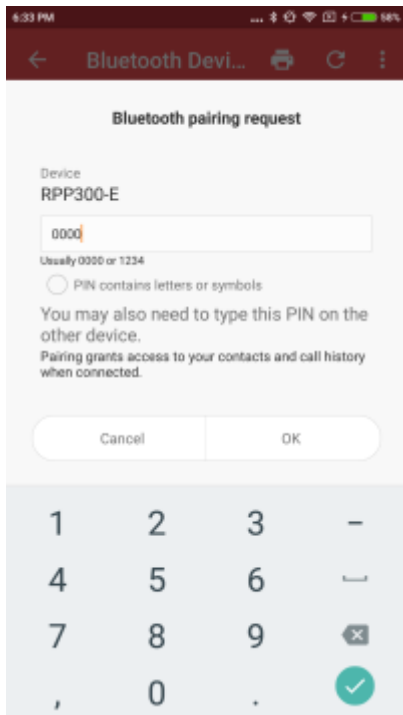 6:33 PM ... 58%
Bluetooth Devi...
Bluetooth pairing request
Device
RPP300-E
0000
Usually 0000 or 1234
PIN contains letters or symbols
You may also need to type this PIN on the
other device.
Pairing grants access to your contacts and call history
when connected.
Cancel OK
1 2 3 -
4 5 6
7 8 9
, 0 .